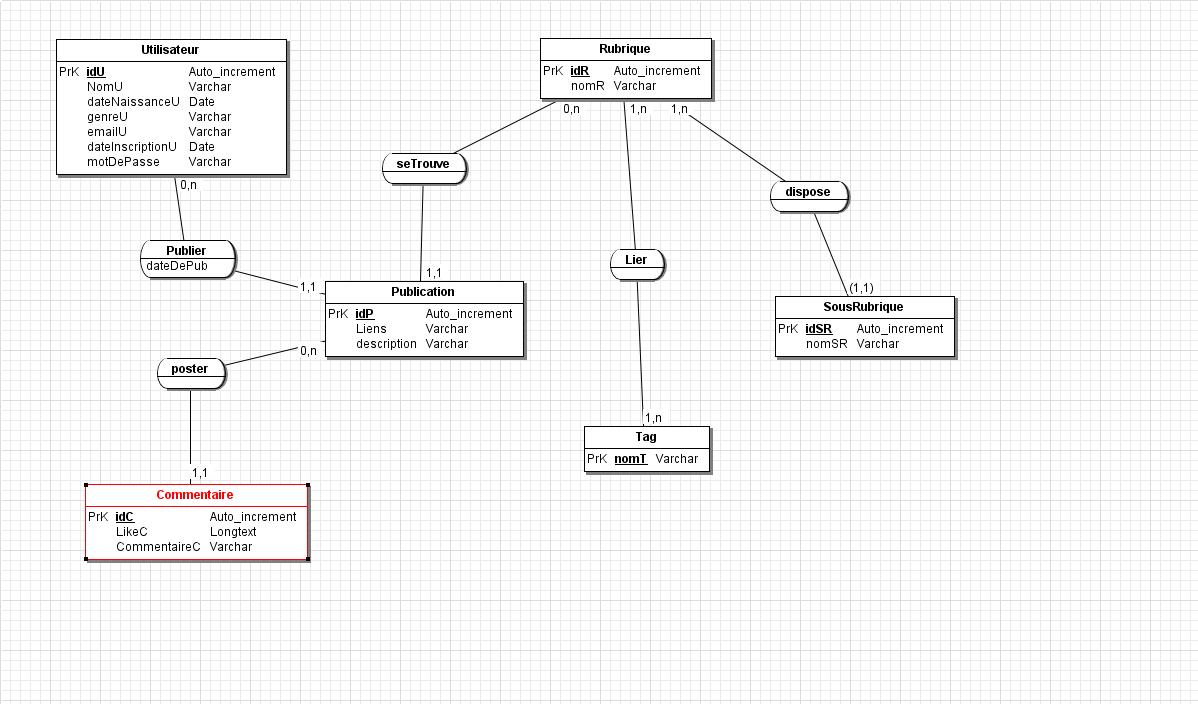 Utilisateur
PrK idU Auto_increment
NomU Varchar
dateNaissanceU Date
genreU Varchar
emailU Varchar
dateInscriptionU Date
motDePasse Varchar
0,n
Rubrique
PrK idR Auto_increment
nomR Varchar
0,n
1,n
1,n
seTrouve
dispose
Publier
dateDePub
Lier
1,1
1,1
(1,1)
Publication
PrK idP Auto_increment
Liens Varchar
description Varchar
SousRubrique
PrK idSR Auto_increment
nomSR Varchar
0,n
poster
1,n
Tag
PrK nomT Varchar
1,1
Commentaire
PrK idC Auto_increment
LikeC Longtext
CommentaireC Varchar